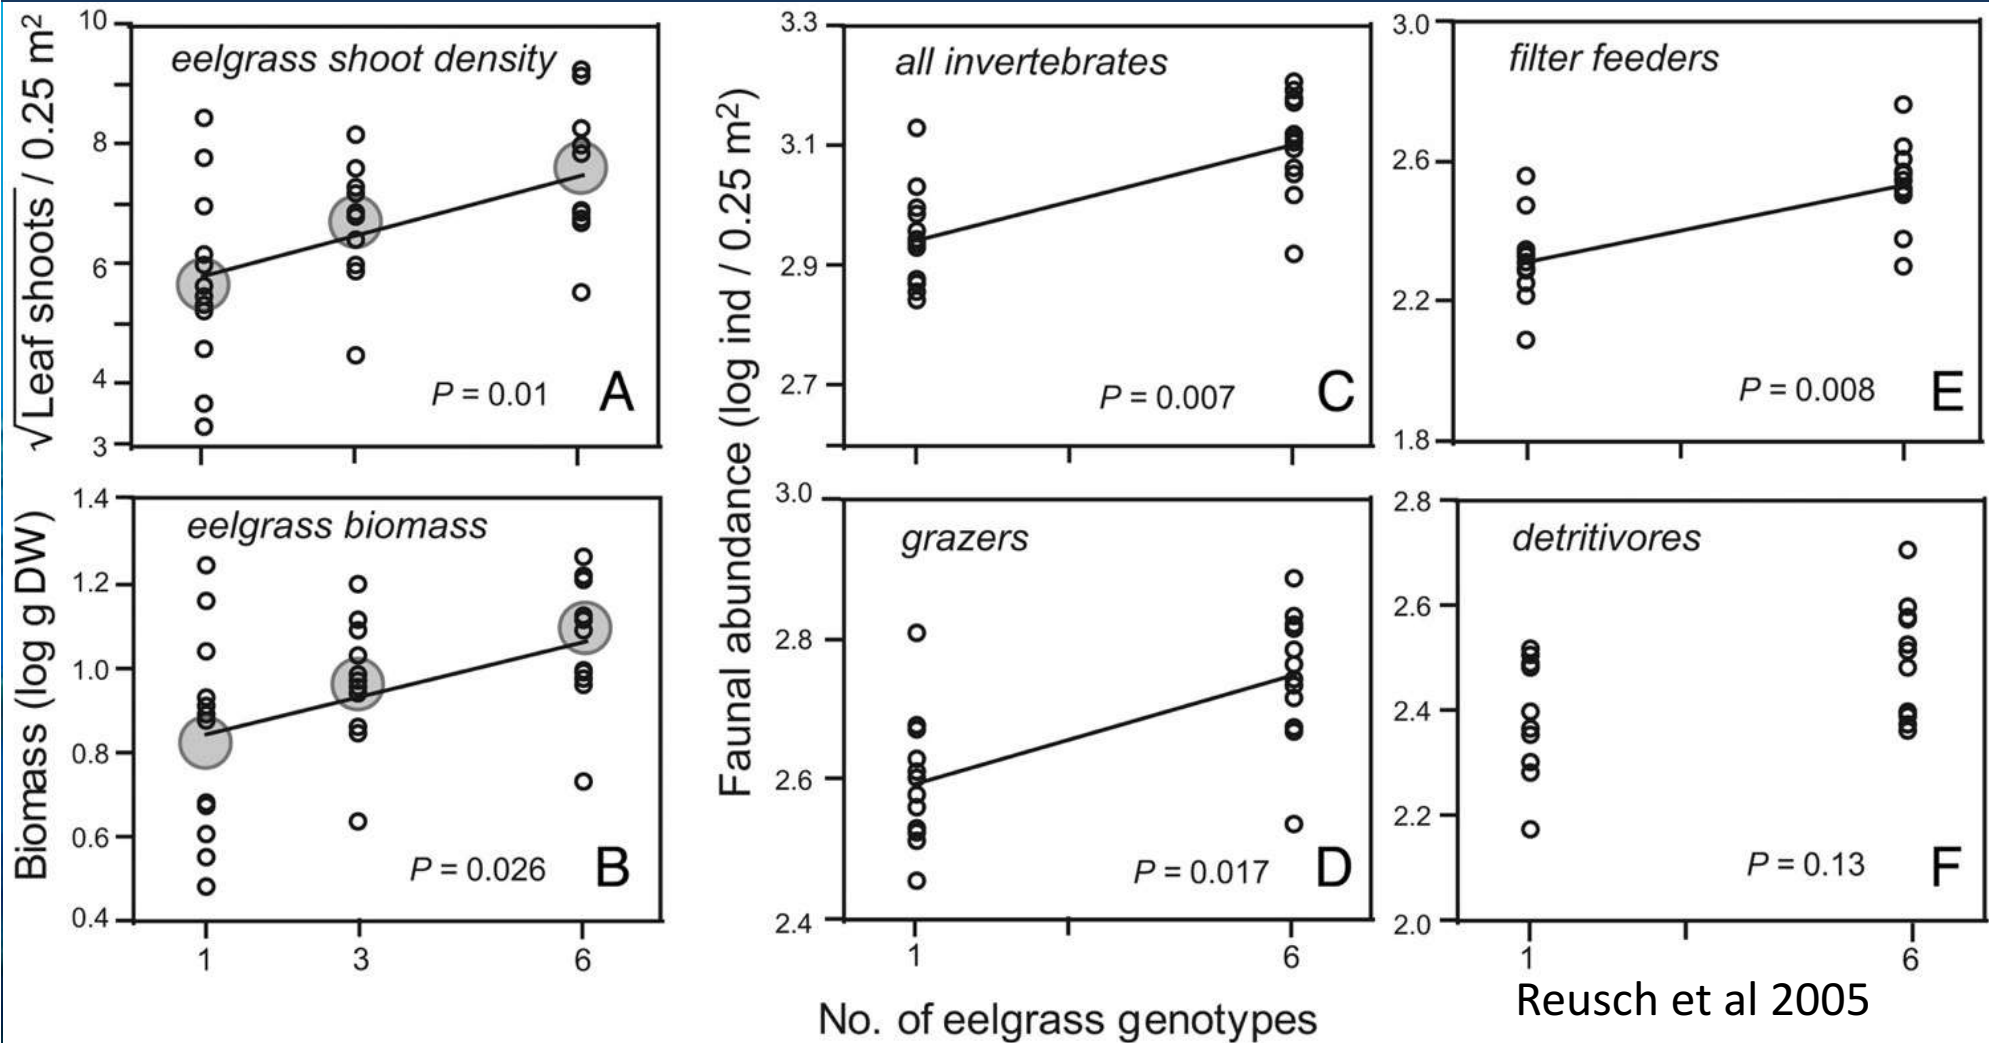 √Leaf shoots / 0.25 m²
10
8
6
4
3
eelgrass shoot density
P = 0.01
A
Biomass (log g DW)
1.4
1.2
1.0
0.8
0.6
0.4
eelgrass biomass
P = 0.026
B
1
3
6
Faunal abundance (log ind / 0.25 m²)
3.3
3.1
2.9
2.7
all invertebrates
P = 0.007
C
3.0
2.8
2.6
2.4
grazers
P = 0.017
D
1
6
3.0
2.6
2.2
1.8
filter feeders
P = 0.008
E
2.8
2.6
2.4
2.2
2.0
detritivores
P = 0.13
F
1
6
No. of eelgrass genotypes
Reusch et al 2005